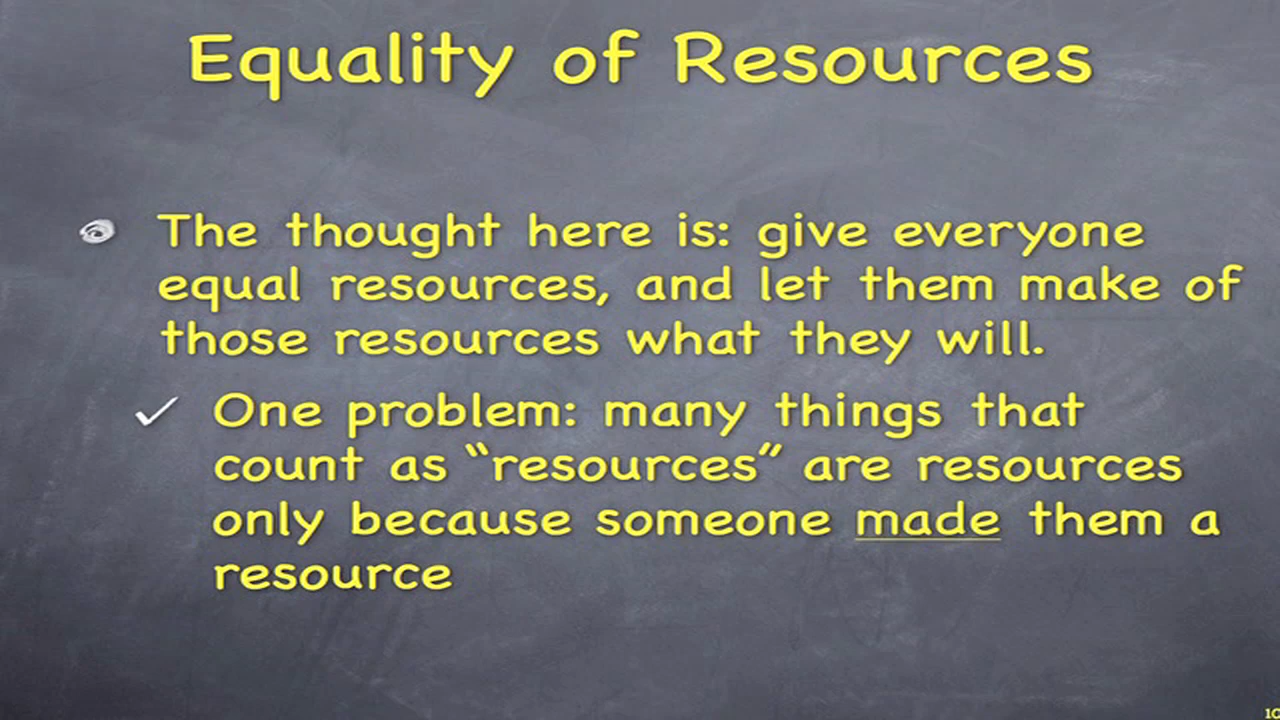 Equality of Resources
The thought here is: give everyone
equal resources, and let them make of
those resources what they will.
One problem: many things that
count as “resources” are resources
only because someone made them a
resource
10